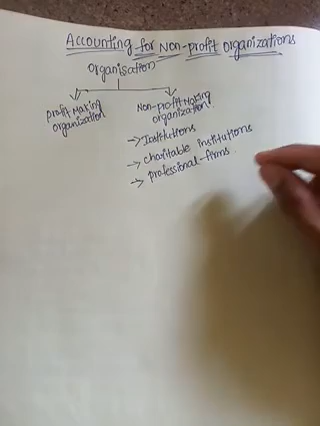 Accounting for Non-profit organizations
organisation
profit Making
organization
Non-profit Making
organization
→ Institutions
→ charitable institutions
→ professional-firms